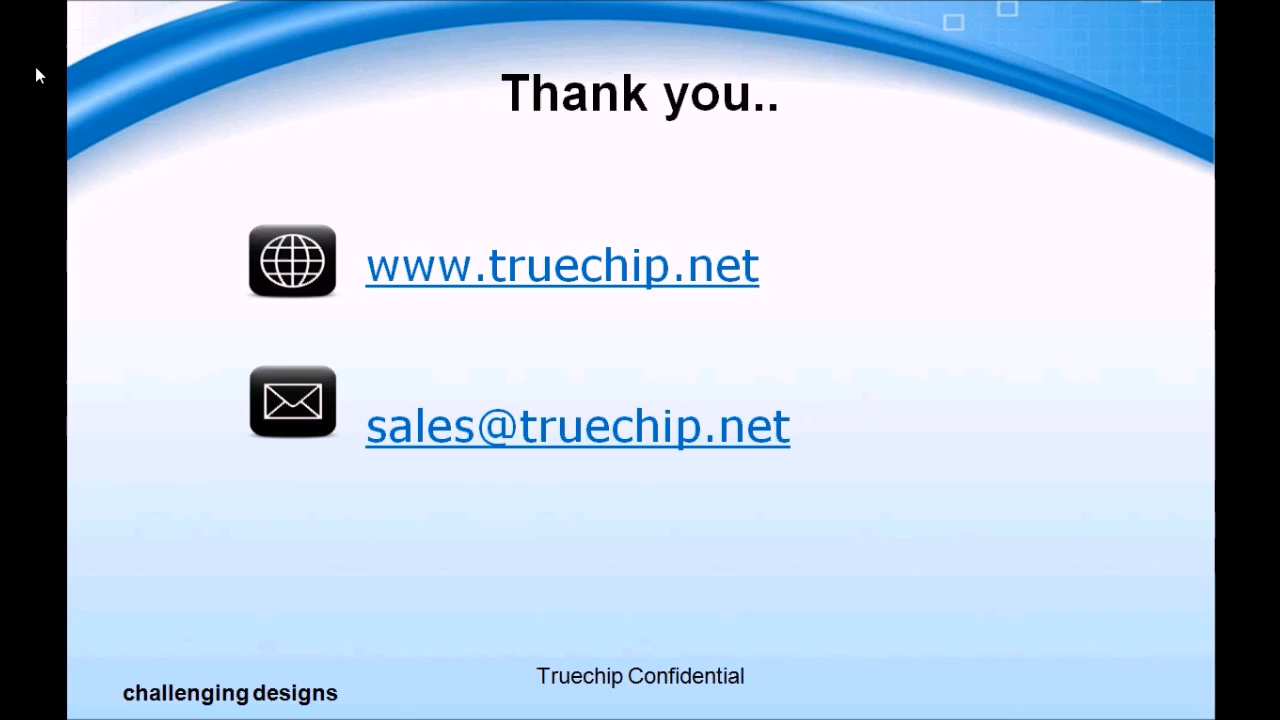 Thank you..
www.truechip.net
sales@truechip.net
Truechip Confidential
challenging designs